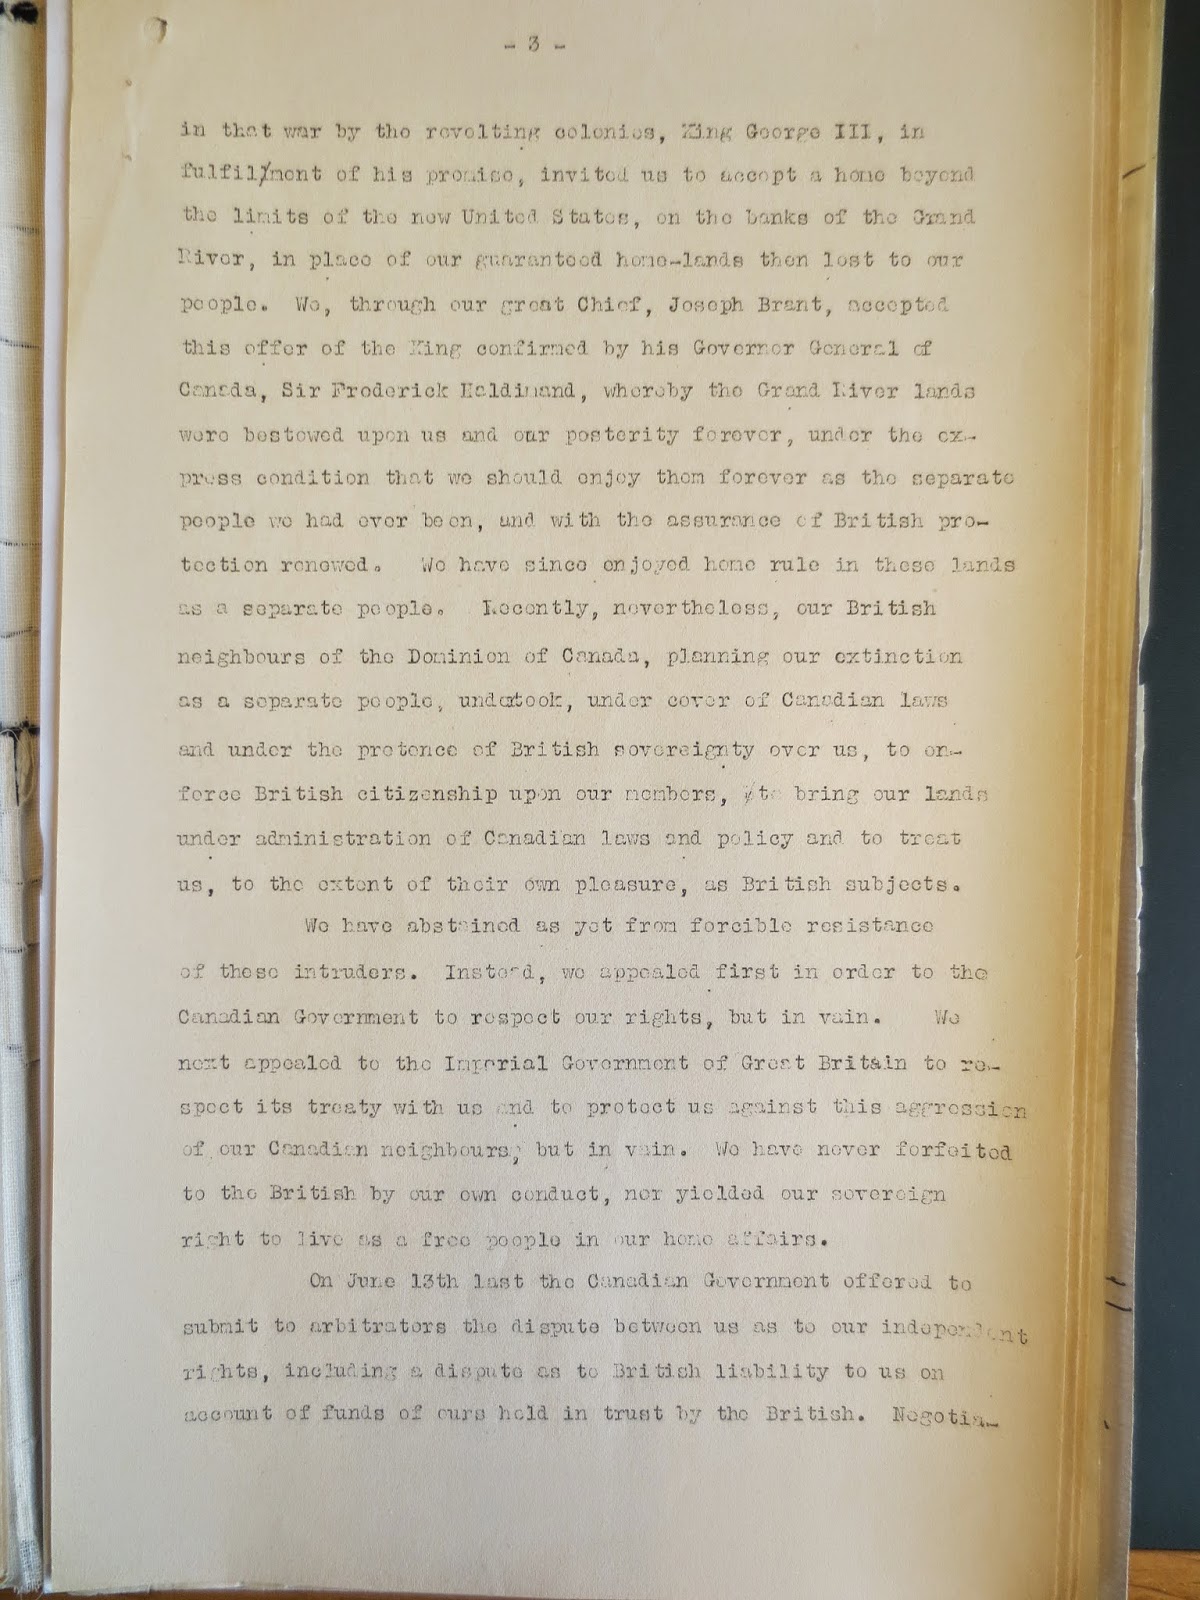 - 3 -
in that war by the revolting colonies, King George III, in
fulfilment of his promise, invited us to accept a home beyond
the limits of the new United States, on the banks of the Grand
River, in place of our guaranteed home-lands then lost to our
people. We, through our great Chief, Joseph Brant, accepted
this offer of the King confirmed by his Governor General of
Canada, Sir Frederick Haldimand, whereby the Grand River lands
were bestowed upon us and our posterity forever, under the ex-
press condition that we should enjoy them forever as the separate
people we had ever been, and with the assurance of British pro-
tection renewed. We have since enjoyed home rule in these lands
as a separate people. Recently, nevertheless, our British
neighbours of the Dominion of Canada, planning our extinction
as a separate people, undertook, under cover of Canadian laws
and under the pretence of British sovereignty over us, to en-
force British citizenship upon our members, to bring our lands
under administration of Canadian laws and policy and to treat
us, to the extent of their own pleasure, as British subjects.
We have abstained as yet from forcible resistance
of these intruders. Instead, we appealed first in order to the
Canadian Government to respect our rights, but in vain. We
next appealed to the Imperial Government of Great Britain to re-
spect its treaty with us and to protect us against this aggression
of our Canadian neighbours, but in vain. We have never forfeited
to the British by our own conduct, nor yielded our sovereign
right to live as a free people in our home affairs.
On June 13th last the Canadian Government offered to
submit to arbitrators the dispute between us as to our independent
rights, including a dispute as to British liability to us on
account of funds of ours held in trust by the British. Negotia-